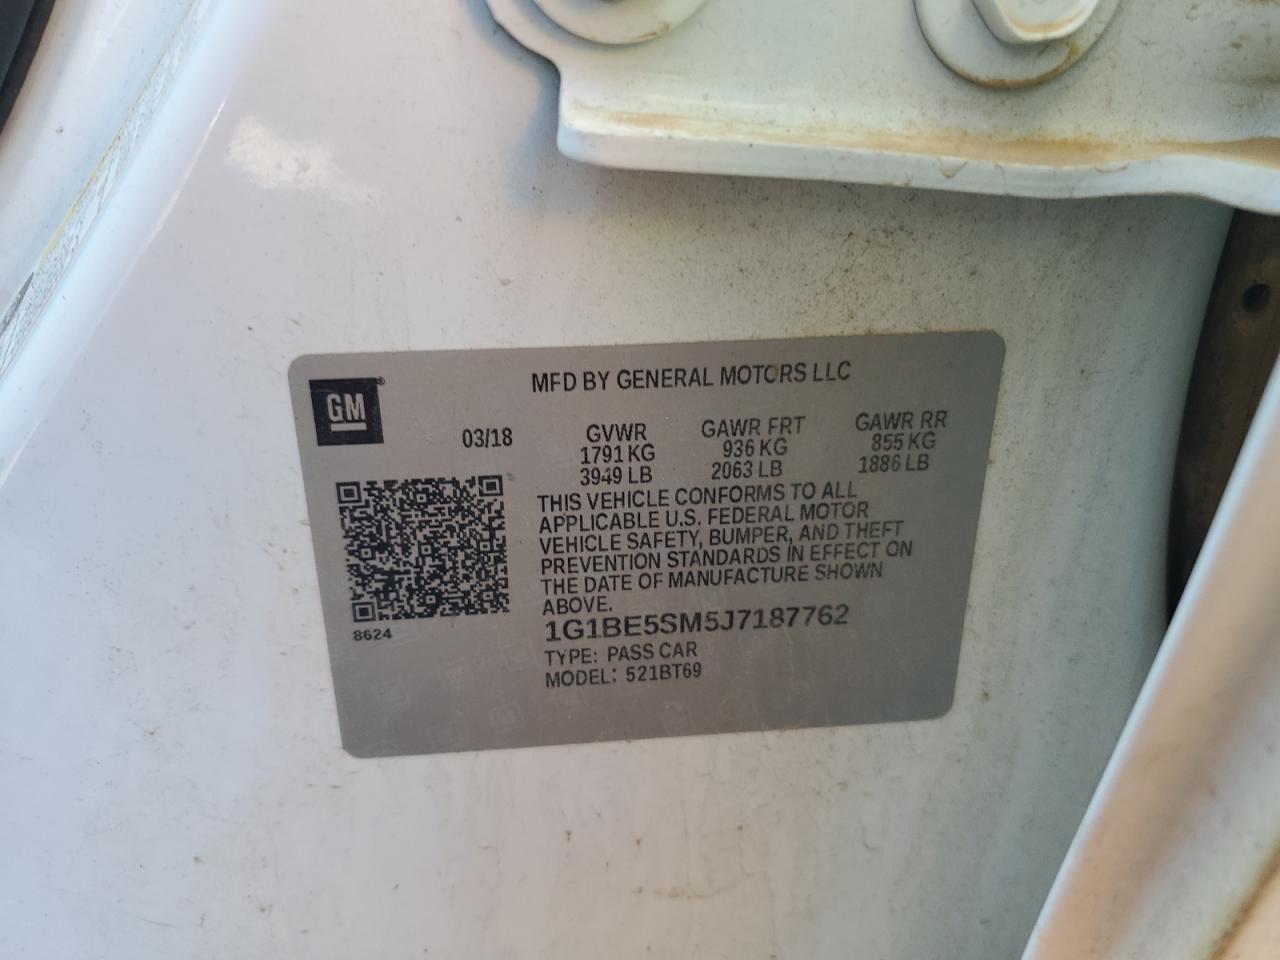 GM®
MFD BY GENERAL MOTORS LLC
03/18
GVWR GAWR FRT GAWR RR
1791 KG 936 KG 855 KG
3949 LB 2063 LB 1886 LB
THIS VEHICLE CONFORMS TO ALL
APPLICABLE U.S. FEDERAL MOTOR
VEHICLE SAFETY, BUMPER, AND THEFT
PREVENTION STANDARDS IN EFFECT ON
THE DATE OF MANUFACTURE SHOWN
ABOVE.
8624
1G1BE5SM5J7187762
TYPE: PASS CAR
MODEL: 521BT69